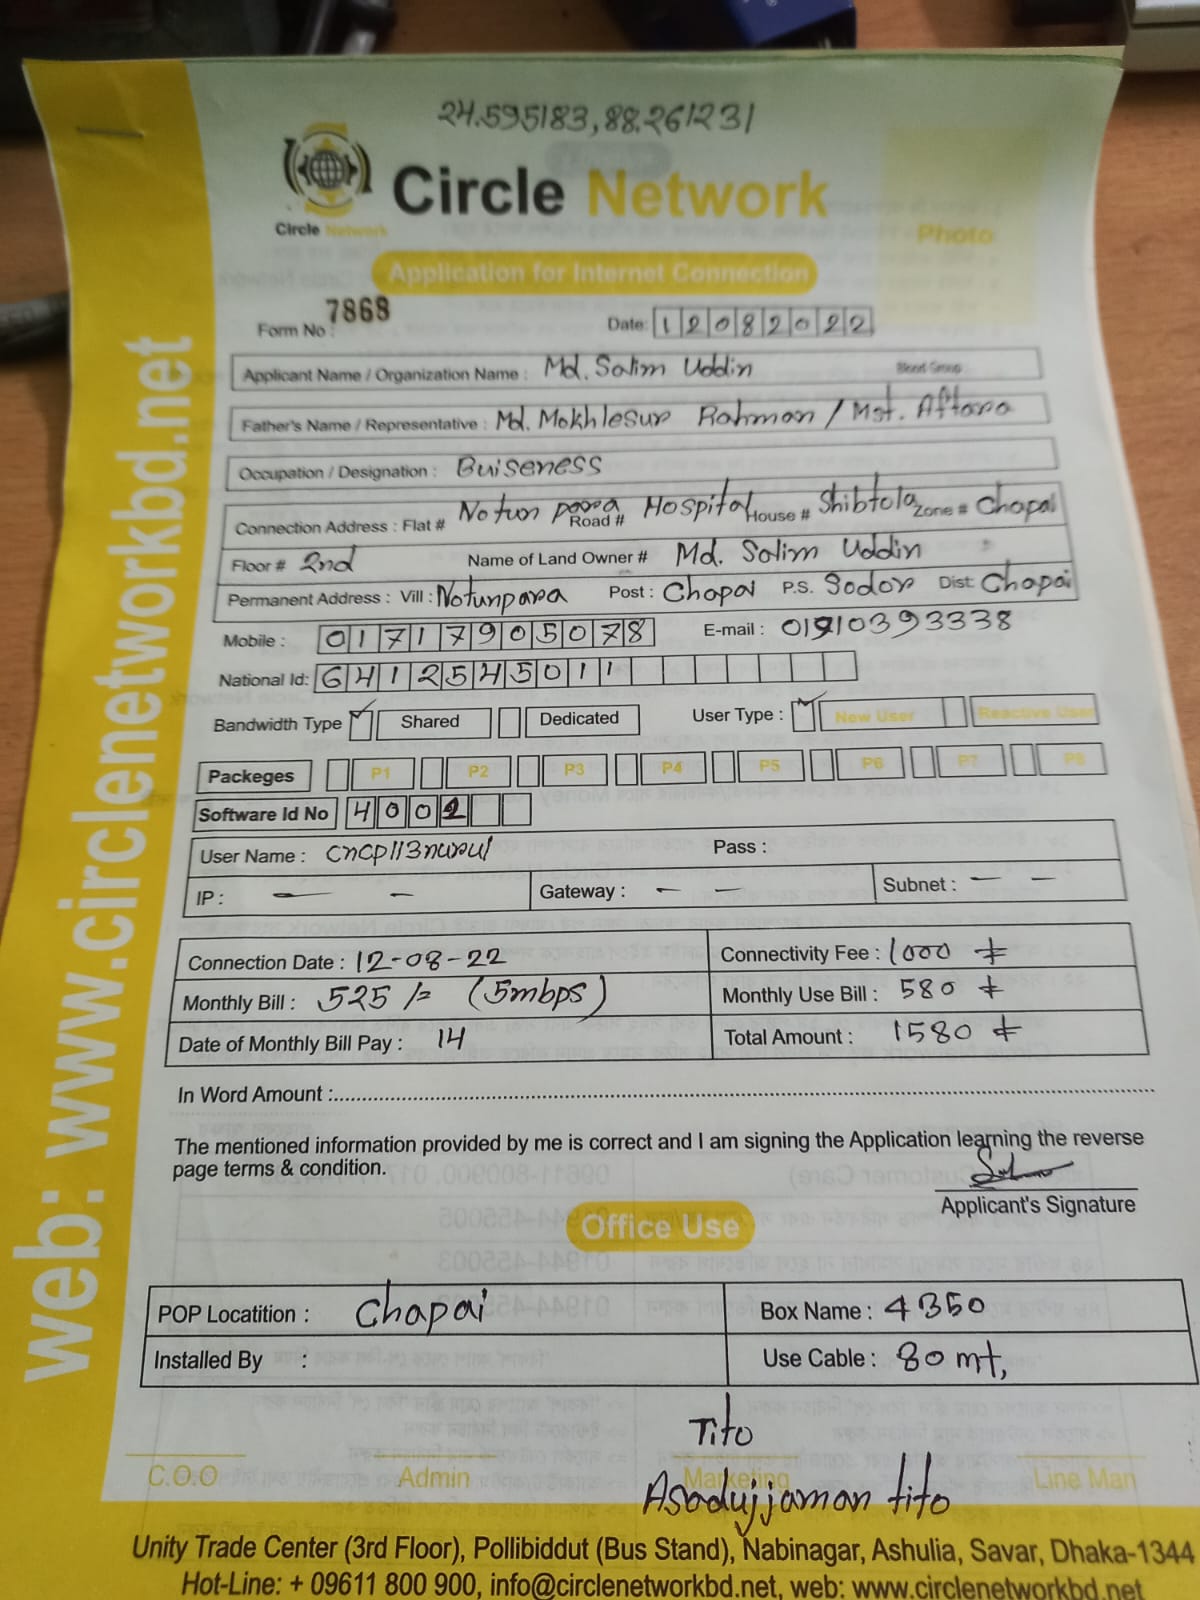 24.595183, 88.261231
Circle Network
Circle Network
Photo
Application for Internet Connection
Form No : 7868
Date: 12082022
Applicant Name / Organization Name : Md. Salim Uddin Blood Group
Father's Name / Representative : Md. Mokhlesur Rahman / Mst. Aftara
Occupation / Designation : Buiseness
Connection Address : Flat # Notun para Road # Hospital House # Shibtola Zone # Chapai
Floor # 2nd Name of Land Owner # Md. Salim Uddin
Permanent Address : Vill : Notunpara Post : Chapai P.S. Sodor Dist: Chapai
Mobile : 01717905078 E-mail : 01910393338
National Id: 6412545011
Bandwidth Type Shared Dedicated User Type : New User Reactive User
Packeges P1 P2 P3 P4 P5 P6 P7 P8
Software Id No 4002
User Name : cncp113nurul Pass :
IP : — - Gateway : - - Subnet : - -
Connection Date : 12-08-22 Connectivity Fee : 1000 ৳
Monthly Bill : 525 /= (5mbps) Monthly Use Bill : 580 ৳
Date of Monthly Bill Pay : 14 Total Amount : 1580 ৳
In Word Amount :
The mentioned information provided by me is correct and I am signing the Application learning the reverse
page terms & condition.
Applicant's Signature
Office Use
POP Locatition : Chapai Box Name : 4350
Installed By : Use Cable : 80 mt,
Tito
C.O.O Admin Marketing Line Man
Asadujjaman tito
Unity Trade Center (3rd Floor), Pollibiddut (Bus Stand), Nabinagar, Ashulia, Savar, Dhaka-1344
Hot-Line: + 09611 800 900, info@circlenetworkbd.net, web: www.circlenetworkbd.net
web: www.circlenetworkbd.net